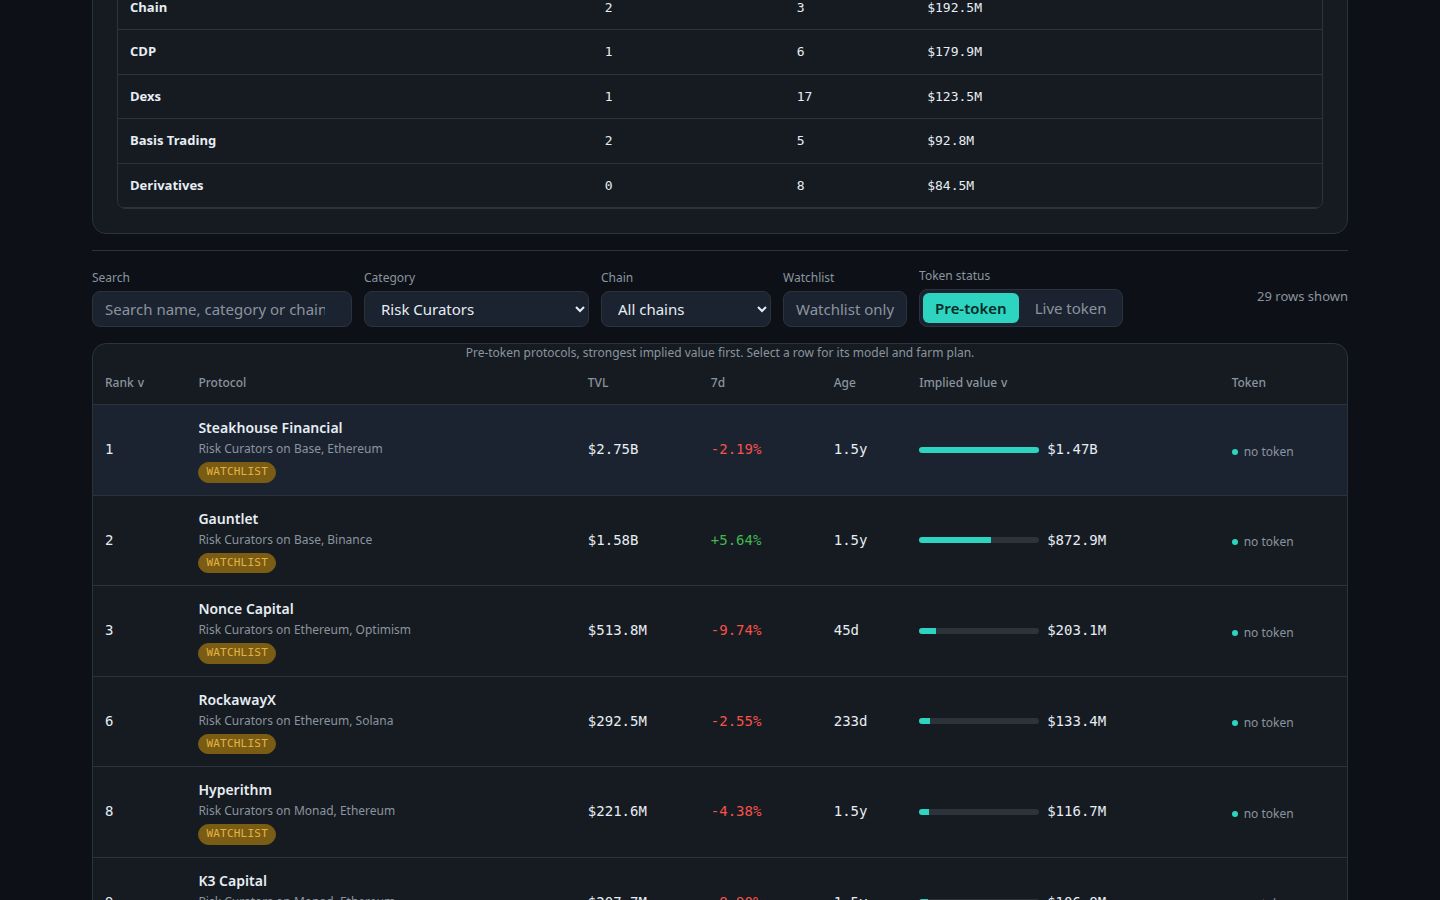 Chain 2 3 $192.5M
CDP 1 6 $179.9M
Dexs 1 17 $123.5M
Basis Trading 2 5 $92.8M
Derivatives 0 8 $84.5M
Search Category Chain Watchlist Token status
Search name, category or chain Risk Curators All chains Watchlist only Pre-token Live token 29 rows shown
Pre-token protocols, strongest implied value first. Select a row for its model and farm plan.
Rank v Protocol TVL 7d Age Implied value v Token
Steakhouse Financial
1 Risk Curators on Base, Ethereum $2.75B -2.19% 1.5y $1.47B no token
WATCHLIST
Gauntlet
2 Risk Curators on Base, Binance $1.58B +5.64% 1.5y $872.9M no token
WATCHLIST
Nonce Capital
3 Risk Curators on Ethereum, Optimism $513.8M -9.74% 45d $203.1M no token
WATCHLIST
RockawayX
6 Risk Curators on Ethereum, Solana $292.5M -2.55% 233d $133.4M no token
WATCHLIST
Hyperithm
8 Risk Curators on Monad, Ethereum $221.6M -4.38% 1.5y $116.7M no token
WATCHLIST
K3 Capital